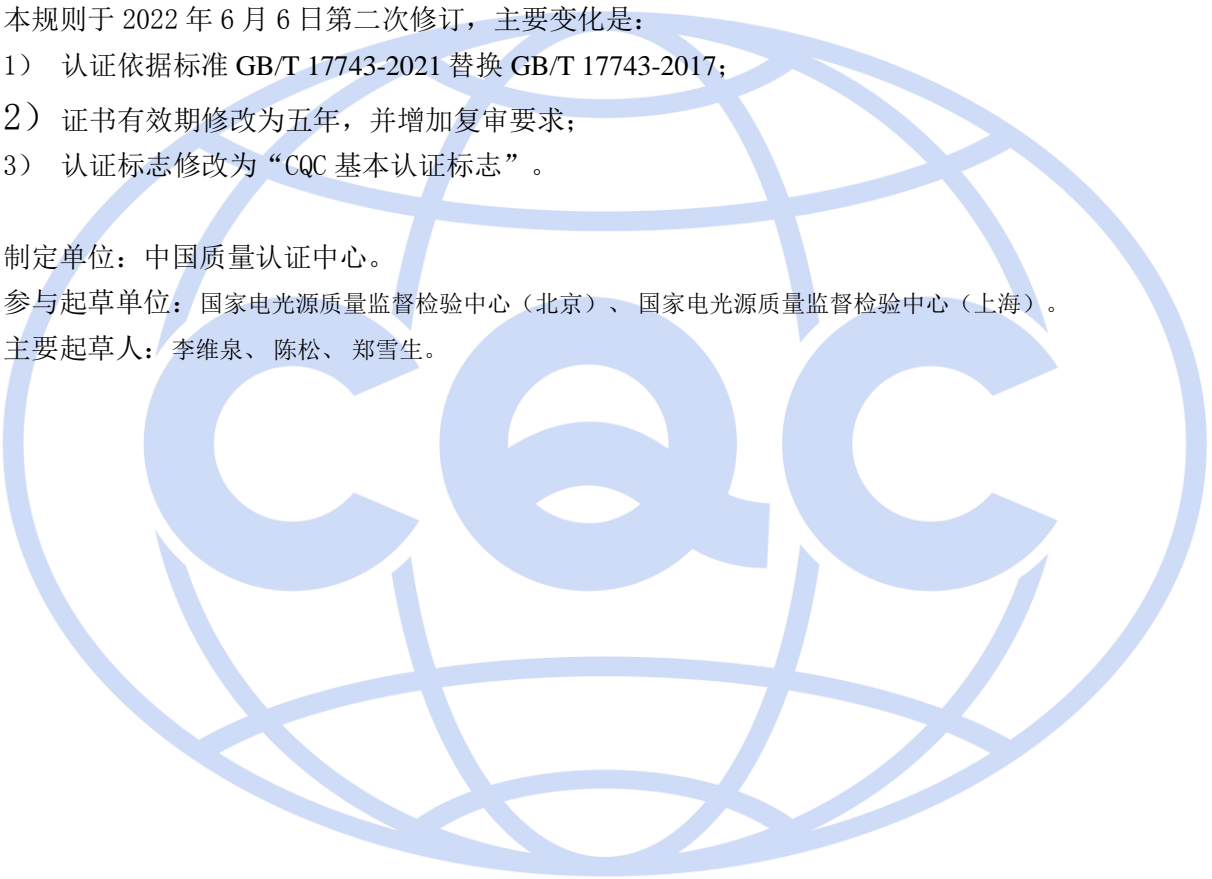 本规则于 2022 年 6 月 6 日第二次修订，主要变化是：
1） 认证依据标准 GB/T 17743-2021 替换 GB/T 17743-2017；
2）证书有效期修改为五年，并增加复审要求；
3） 认证标志修改为“CQC 基本认证标志”。
制定单位：中国质量认证中心。
参与起草单位：国家电光源质量监督检验中心（北京）、 国家电光源质量监督检验中心（上海）。
主要起草人：李维泉、 陈松、 郑雪生。
CQC